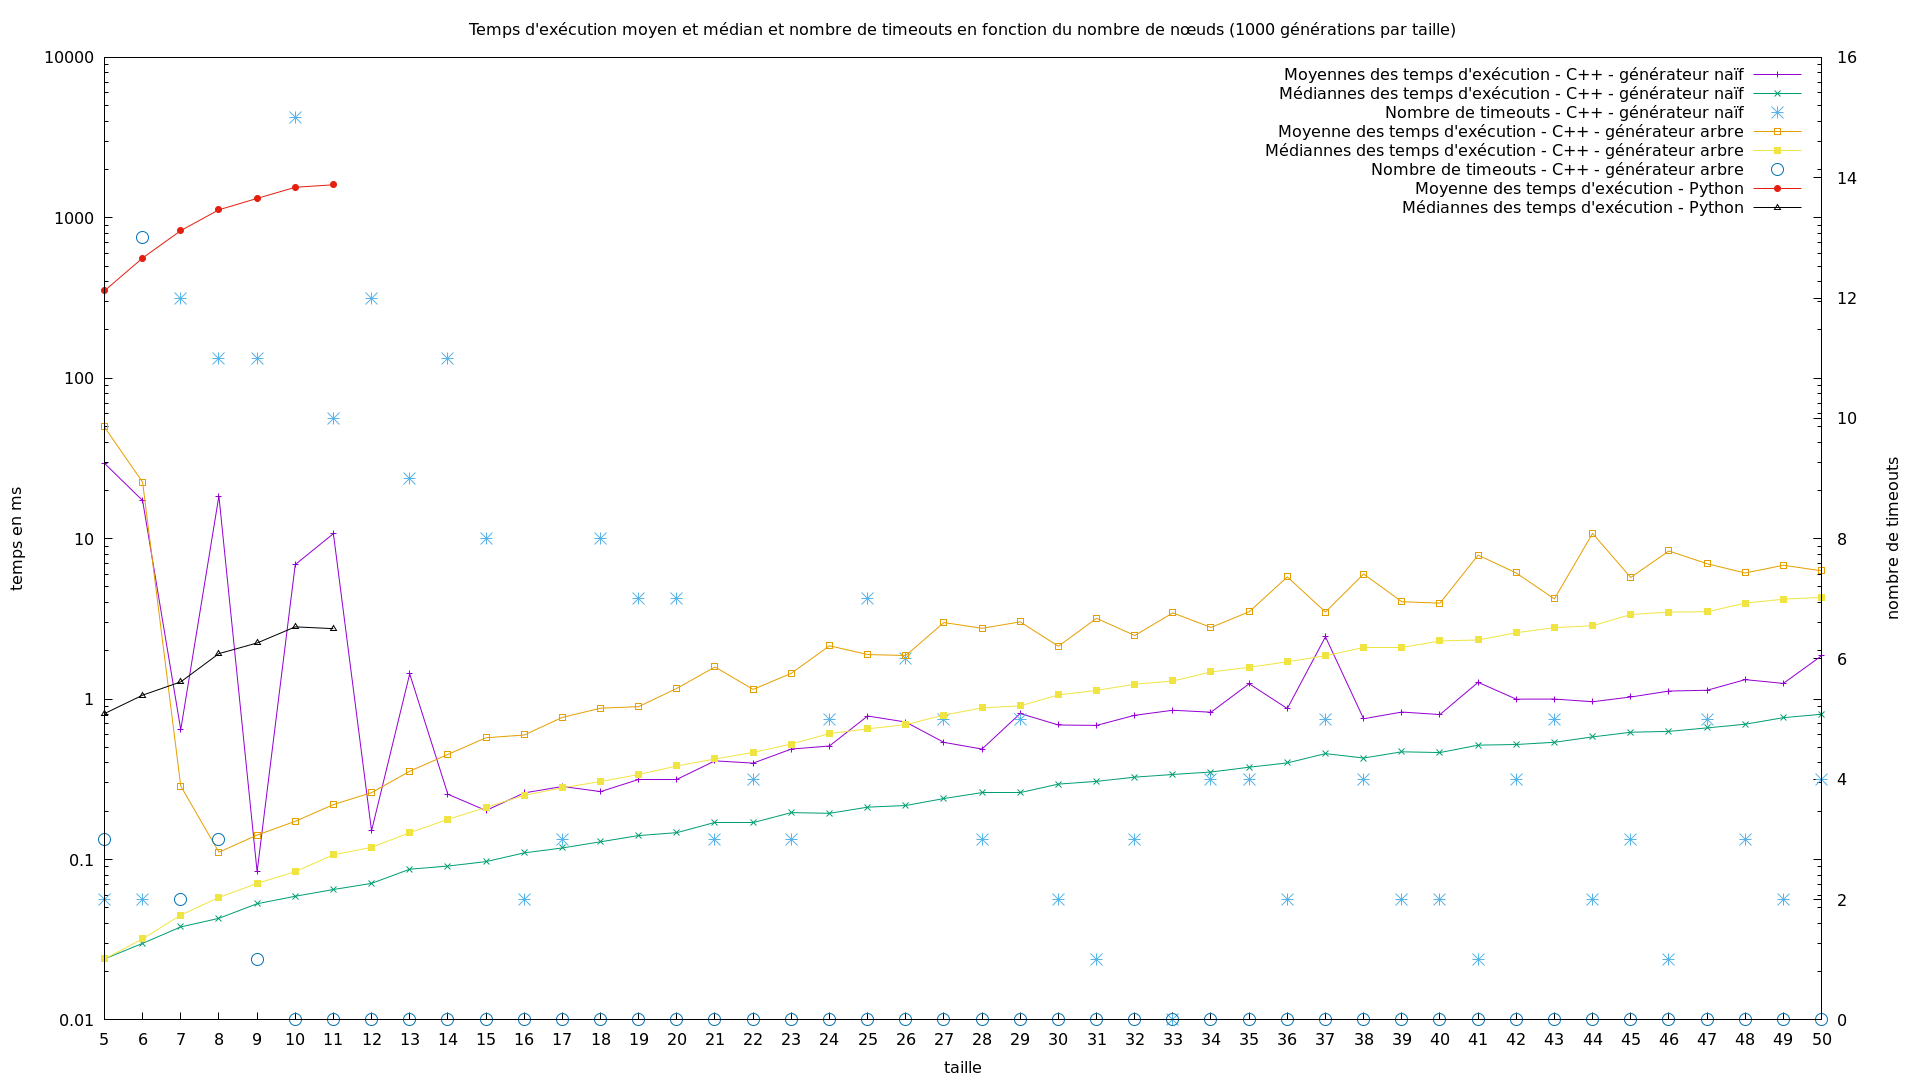 Temps d'exécution moyen et médian et nombre de timeouts en fonction du nombre de nœuds (1000 générations par taille)
Moyennes des temps d'exécution - C++ - générateur naïf
Médiannes des temps d'exécution - C++ - générateur naïf
Nombre de timeouts - C++ - générateur naïf
Moyenne des temps d'exécution - C++ - générateur arbre
Médiannes des temps d'exécution - C++ - générateur arbre
Nombre de timeouts - C++ - générateur arbre
Moyenne des temps d'exécution - Python
Médiannes des temps d'exécution - Python
temps en ms
10000
1000
100
10
1
0.1
0.01
16
14
12
10
8
6
4
2
0
nombre de timeouts
5 6 7 8 9 10 11 12 13 14 15 16 17 18 19 20 21 22 23 24 25 26 27 28 29 30 31 32 33 34 35 36 37 38 39 40 41 42 43 44 45 46 47 48 49 50
taille